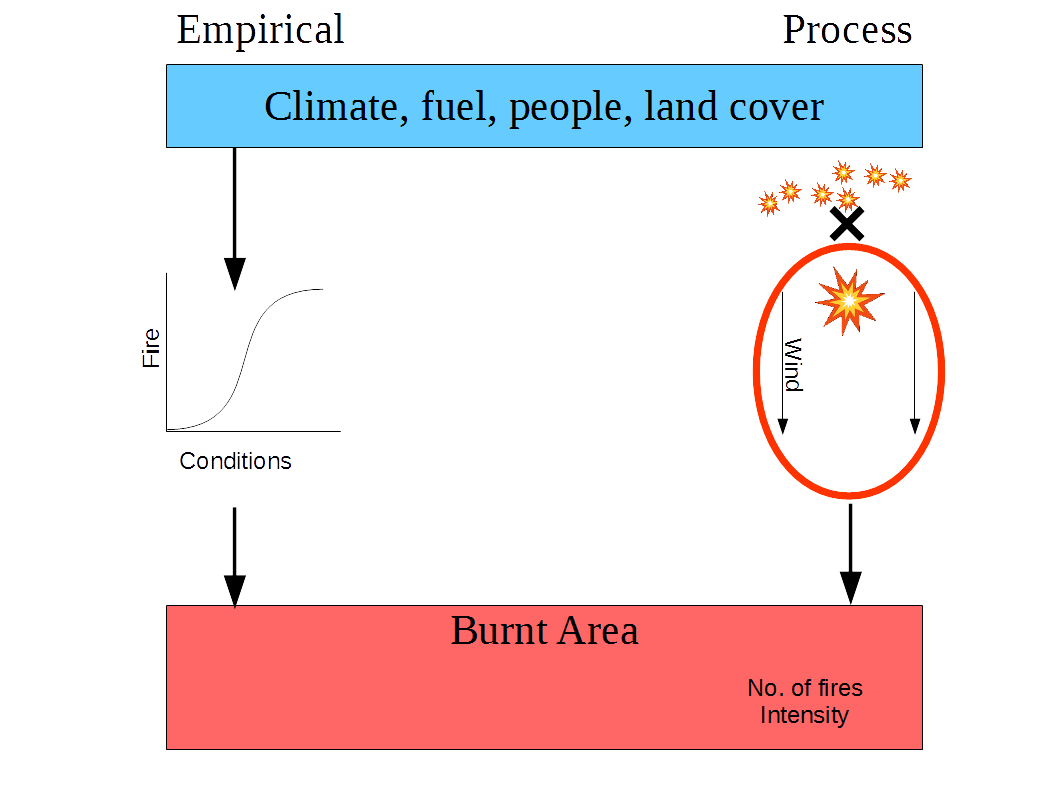 Empirical
Process
Climate, fuel, people, land cover
Fire
Wind
Conditions
Burnt Area
No. of fires
Intensity